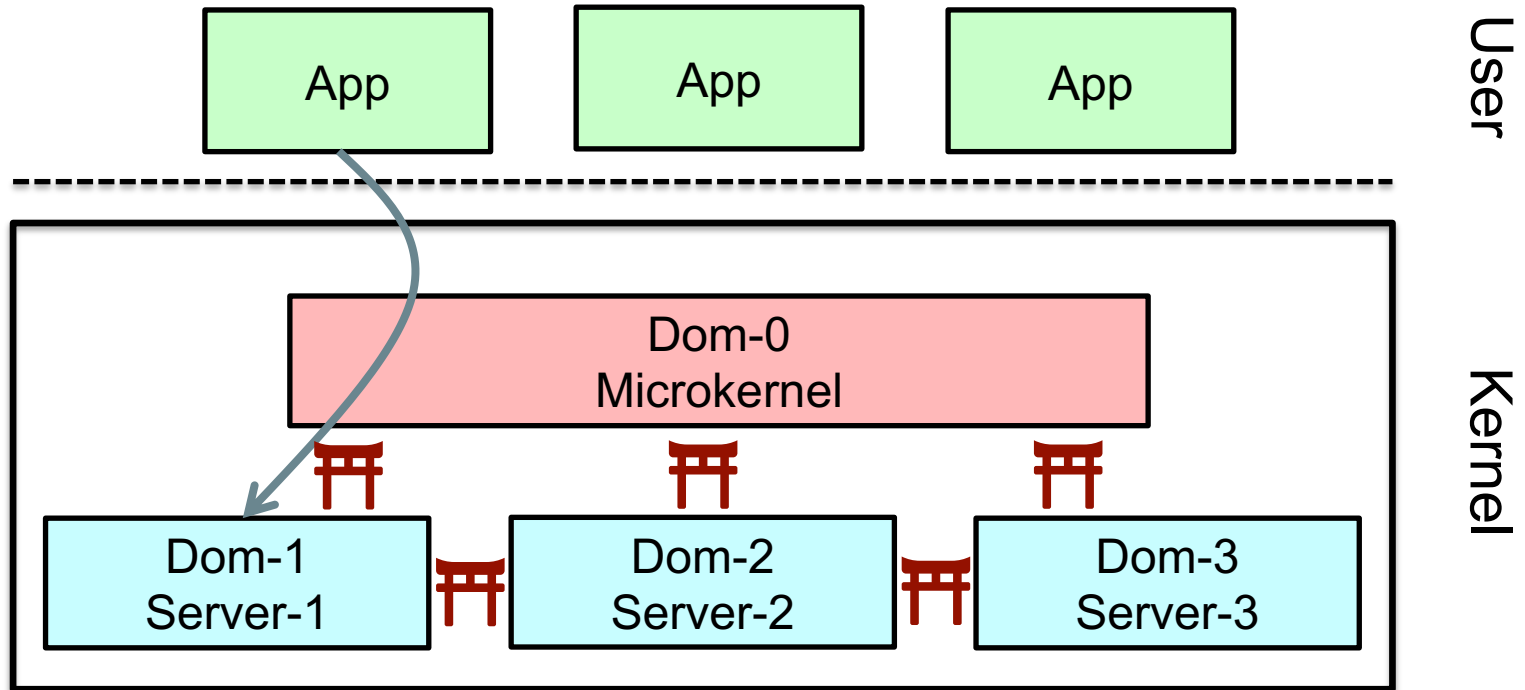 App
App
App
User
Dom-0
Microkernel
Kernel
Dom-1
Server-1
Dom-2
Server-2
Dom-3
Server-3